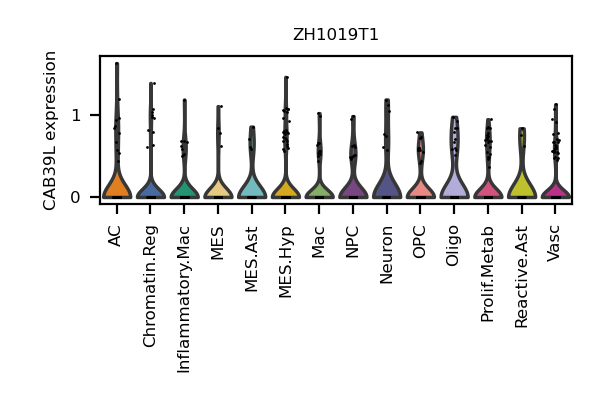 ZH1019T1
CAB39L expression
1
0
AC
Chromatin.Reg
Inflammatory.Mac
MES
MES.Ast
MES.Hyp
Mac
NPC
Neuron
OPC
Oligo
Prolif.Metab
Reactive.Ast
Vasc